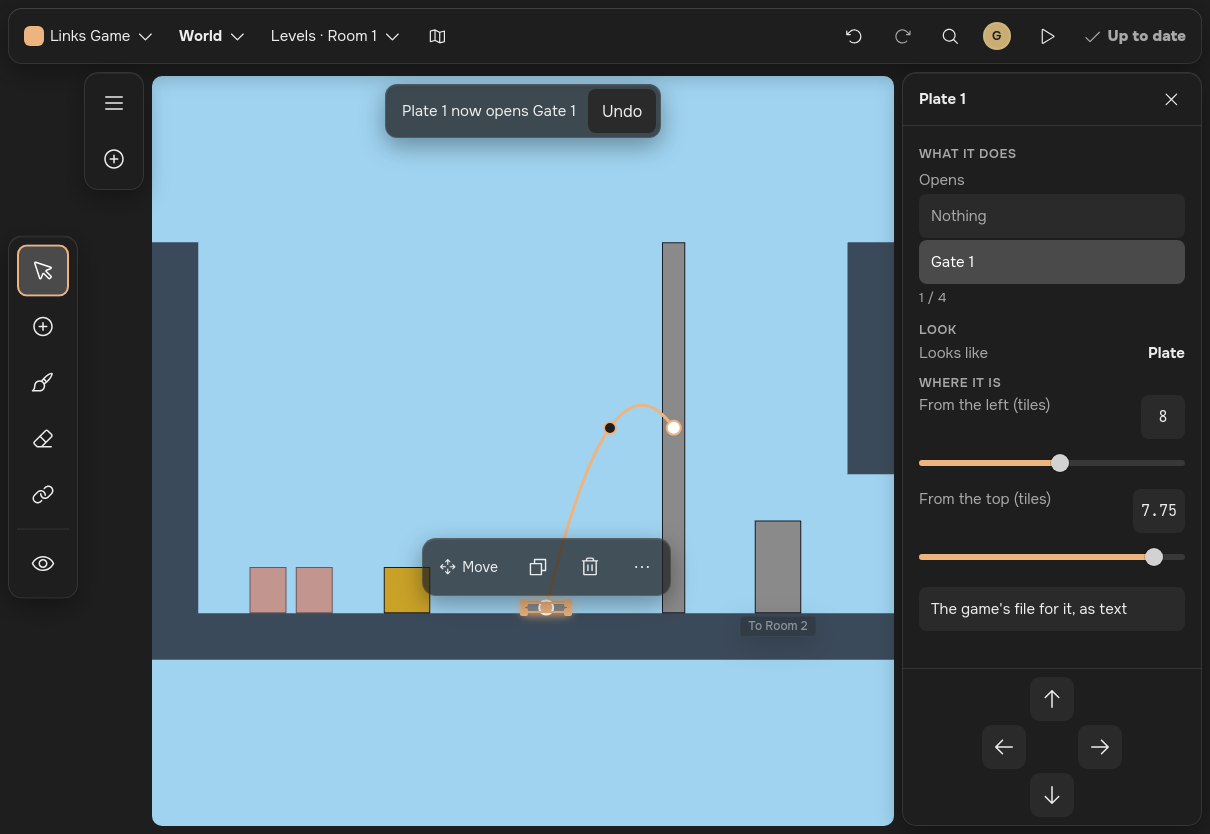 Links Game
World
Levels · Room 1
G
Up to date
Plate 1 now opens Gate 1
Undo
Move
To Room 2
Plate 1
WHAT IT DOES
Opens
Nothing
Gate 1
1 / 4
LOOK
Looks like
Plate
WHERE IT IS
From the left (tiles)
8
From the top (tiles)
7.75
The game's file for it, as text